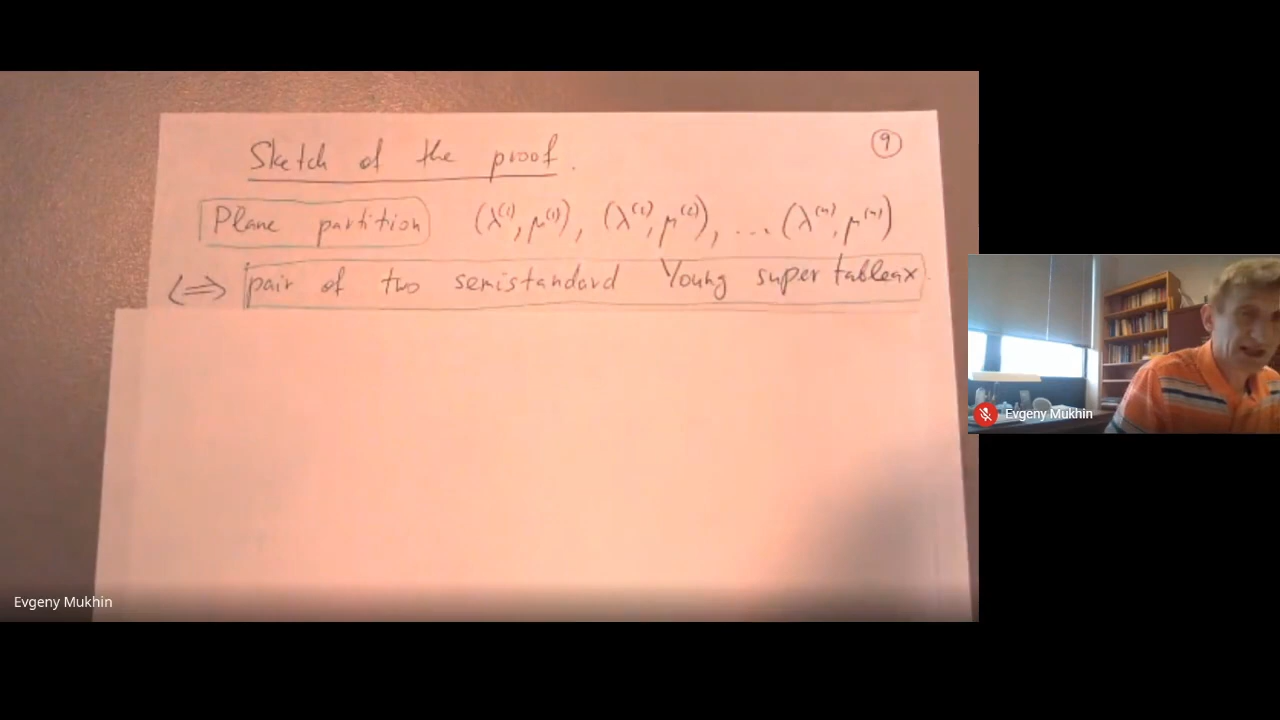 Sketch of the proof.
9
Plane partition (λ⁽¹⁾, μ⁽¹⁾), (λ⁽²⁾, μ⁽²⁾), ... (λ⁽ⁿ⁾, μ⁽ⁿ⁾)
⟺ pair of two semistandard Young super tableax.
Evgeny Mukhin
Evgeny Mukhin